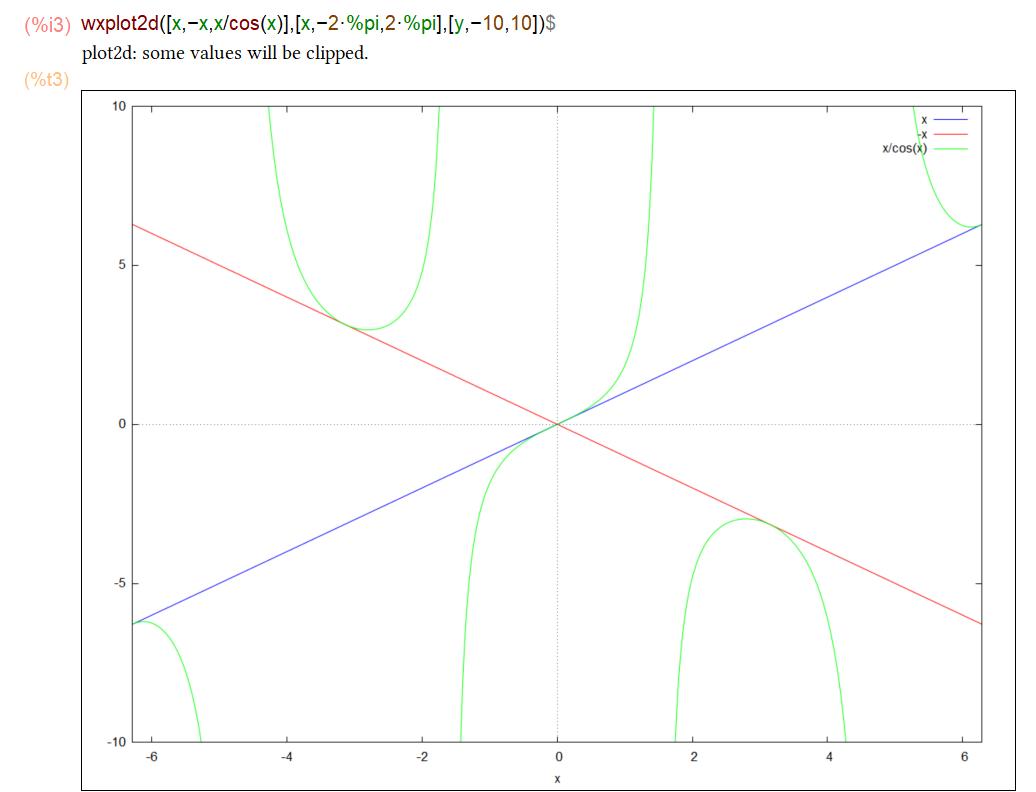 (%i3) wxplot2d([x,−x,x/cos(x)],[x,−2·%pi,2·%pi],[y,−10,10])$
plot2d: some values will be clipped.
(%t3)
10
x
-x
x/cos(x)
5
0
-5
-10
-6 -4 -2 0 2 4 6
x